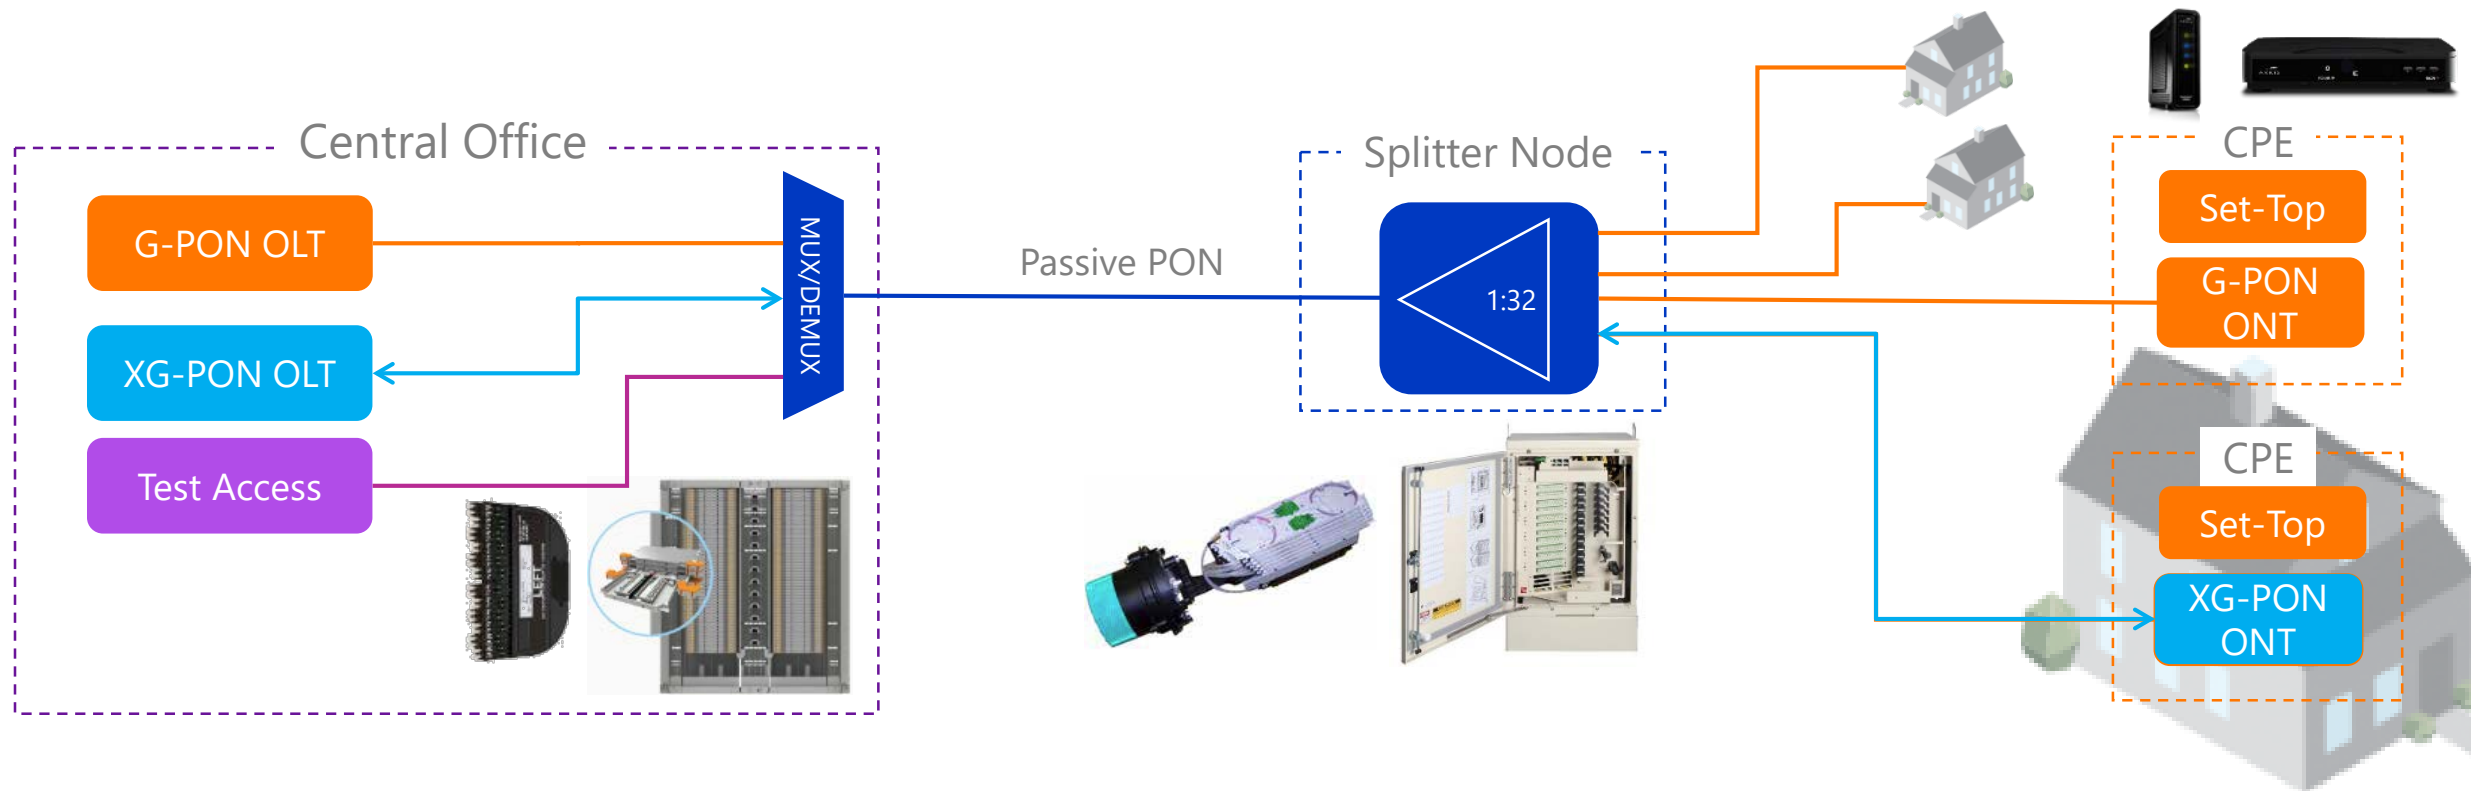 Central Office
G-PON OLT
XG-PON OLT
Test Access
MUX/DEMUX
LEFT
Passive PON
Splitter Node
1:32
CPE
Set-Top
G-PON
ONT
CPE
Set-Top
XG-PON
ONT